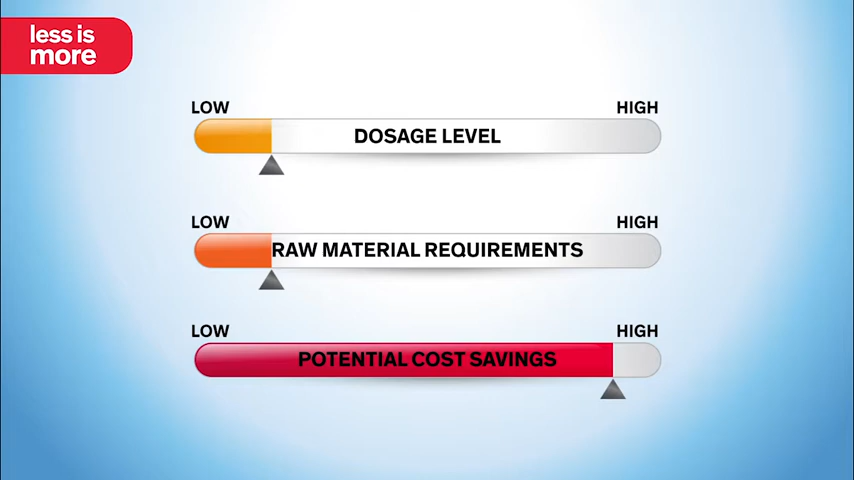 less is
more
LOW HIGH
DOSAGE LEVEL
LOW HIGH
RAW MATERIAL REQUIREMENTS
LOW HIGH
POTENTIAL COST SAVINGS